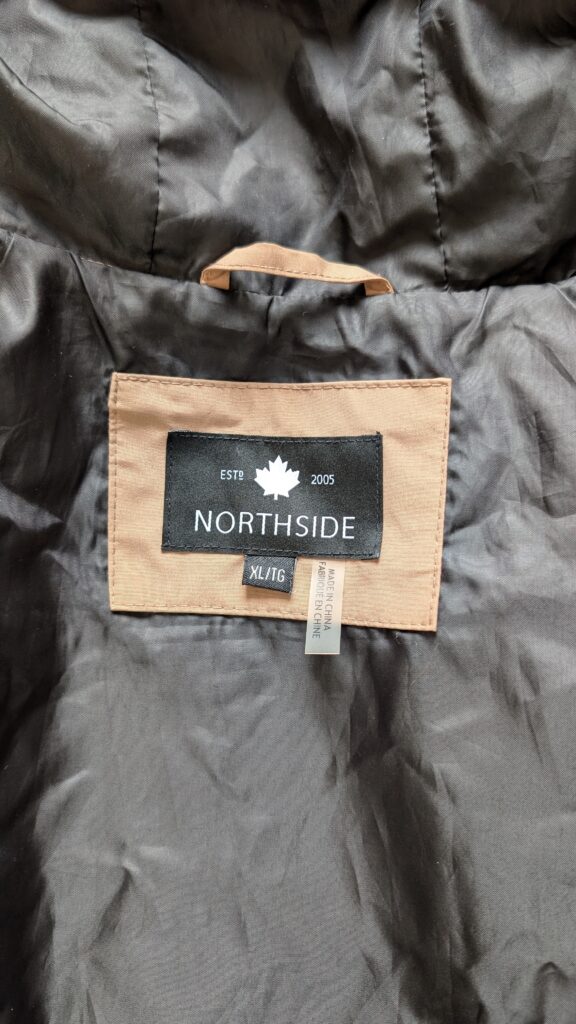 ESTD 2005
NORTHSIDE
XL/TG
MADE IN CHINA
FABRIQUÉ EN CHINE